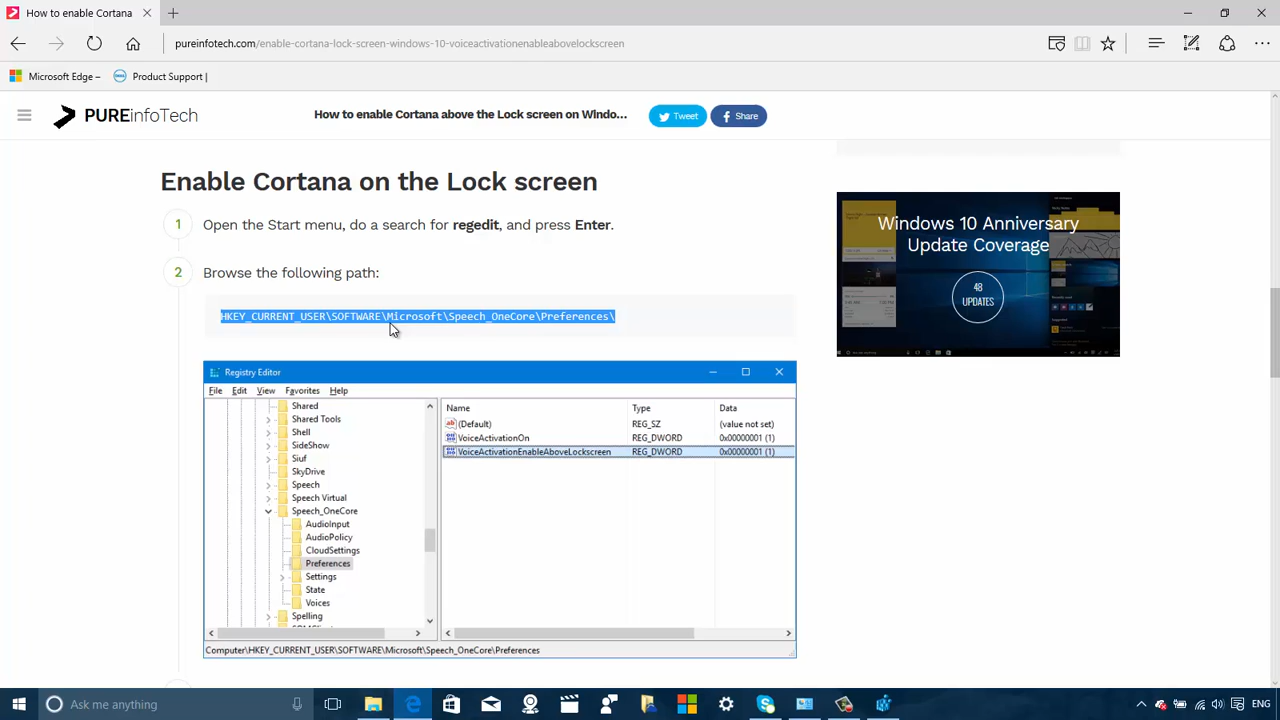 How to enable Cortana
pureinfotech.com/enable-cortana-lock-screen-windows-10-voiceactivationenableabovelockscreen
Microsoft Edge –
Product Support |
PUREinfoTech
How to enable Cortana above the Lock screen on Windo...
Tweet
Share
Enable Cortana on the Lock screen
1 Open the Start menu, do a search for regedit, and press Enter.
2 Browse the following path:
HKEY_CURRENT_USER\SOFTWARE\Microsoft\Speech_OneCore\Preferences\
Windows 10 Anniversary
Update Coverage
48
UPDATES
Registry Editor
File Edit View Favorites Help
Shared
Shared Tools
Shell
SideShow
Siuf
SkyDrive
Speech
Speech Virtual
Speech_OneCore
AudioInput
AudioPolicy
CloudSettings
Preferences
Settings
State
Voices
Spelling
Name Type Data
(Default) REG_SZ (value not set)
VoiceActivationOn REG_DWORD 0x00000001 (1)
VoiceActivationEnableAboveLockscreen REG_DWORD 0x00000001 (1)
Computer\HKEY_CURRENT_USER\SOFTWARE\Microsoft\Speech_OneCore\Preferences
Ask me anything
ENG